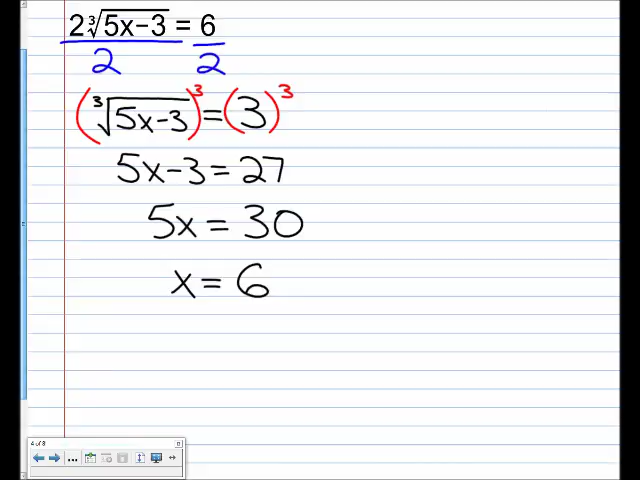 2∛5x−3 = 6
2 2
(∛5x-3)³ = (3)³
5x-3 = 27
5x = 30
x = 6
4 of 8